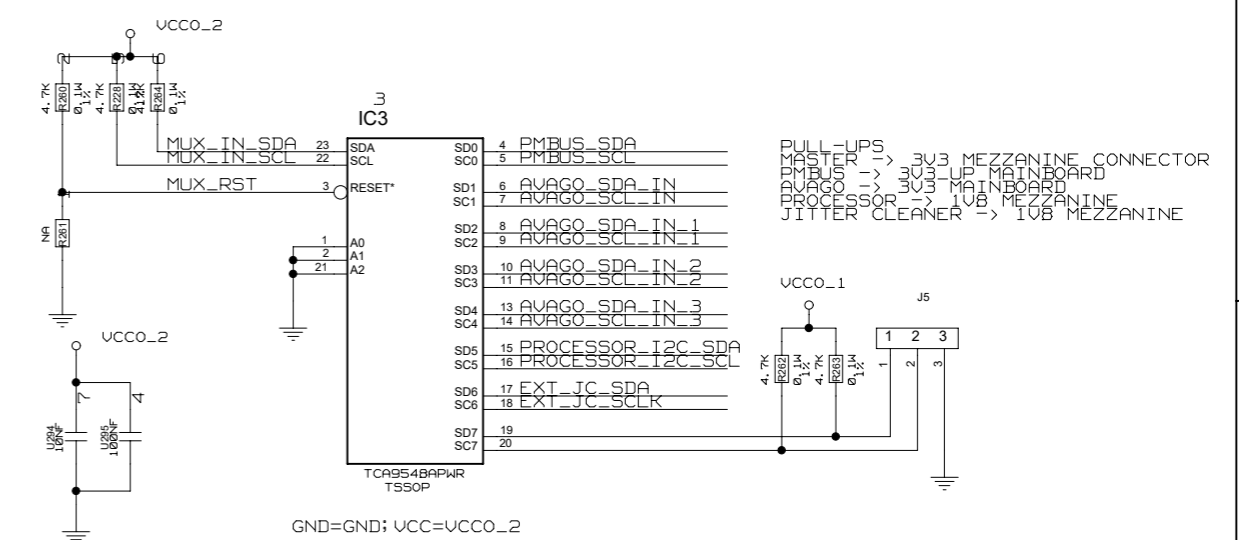 VCCO_2
4.7K R260 0.1W 1%
4.7K R228
R264 0.1W 1%
3
IC3
MUX_IN_SDA 23 SDA
MUX_IN_SCL 22 SCL
MUX_RST 3 RESET*
NA R261
1 A0
2 A1
21 A2
SD0 4 PMBUS_SDA
SC0 5 PMBUS_SCL
SD1 6 AVAGO_SDA_IN
SC1 7 AVAGO_SCL_IN
SD2 8 AVAGO_SDA_IN_1
SC2 9 AVAGO_SCL_IN_1
SD3 10 AVAGO_SDA_IN_2
SC3 11 AVAGO_SCL_IN_2
SD4 13 AVAGO_SDA_IN_3
SC4 14 AVAGO_SCL_IN_3
SD5 15 PROCESSOR_I2C_SDA
SC5 16 PROCESSOR_I2C_SCL
SD6 17 EXT_JC_SDA
SC6 18 EXT_JC_SCLK
SD7 19
SC7 20
TCA9548APWR
TSSOP
GND=GND; VCC=VCCO_2
PULL-UPS
MASTER -> 3V3 MEZZANINE CONNECTOR
PMBUS -> 3V3_UP MAINBOARD
AVAGO -> 3V3 MAINBOARD
PROCESSOR -> 1V8 MEZZANINE
JITTER CLEANER -> 1V8 MEZZANINE
VCCO_1
4.7K R262 0.1W 1%
4.7K R263 0.1W 1%
J5
1 2 3
1 2 3
VCCO_2
7 4
U294 10NF
U295 100NF